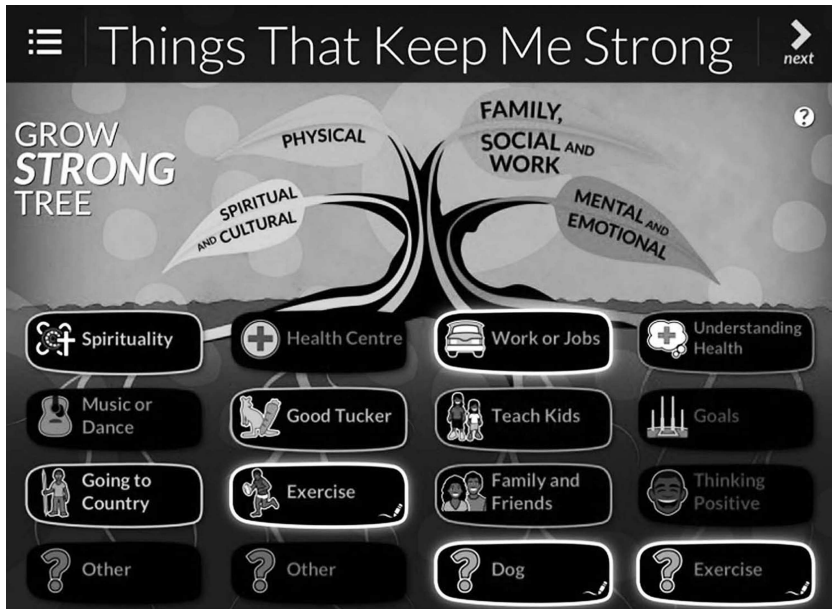 Things That Keep Me Strong
next
GROW
STRONG
TREE
PHYSICAL
FAMILY,
SOCIAL AND
WORK
?
SPIRITUAL
AND CULTURAL
MENTAL AND
EMOTIONAL
Spirituality
Health Centre
Work or Jobs
Understanding
Health
Music or
Dance
Good Tucker
Teach Kids
Goals
Going to
Country
Exercise
Family and
Friends
Thinking
Positive
? Other
? Other
? Dog
? Exercise